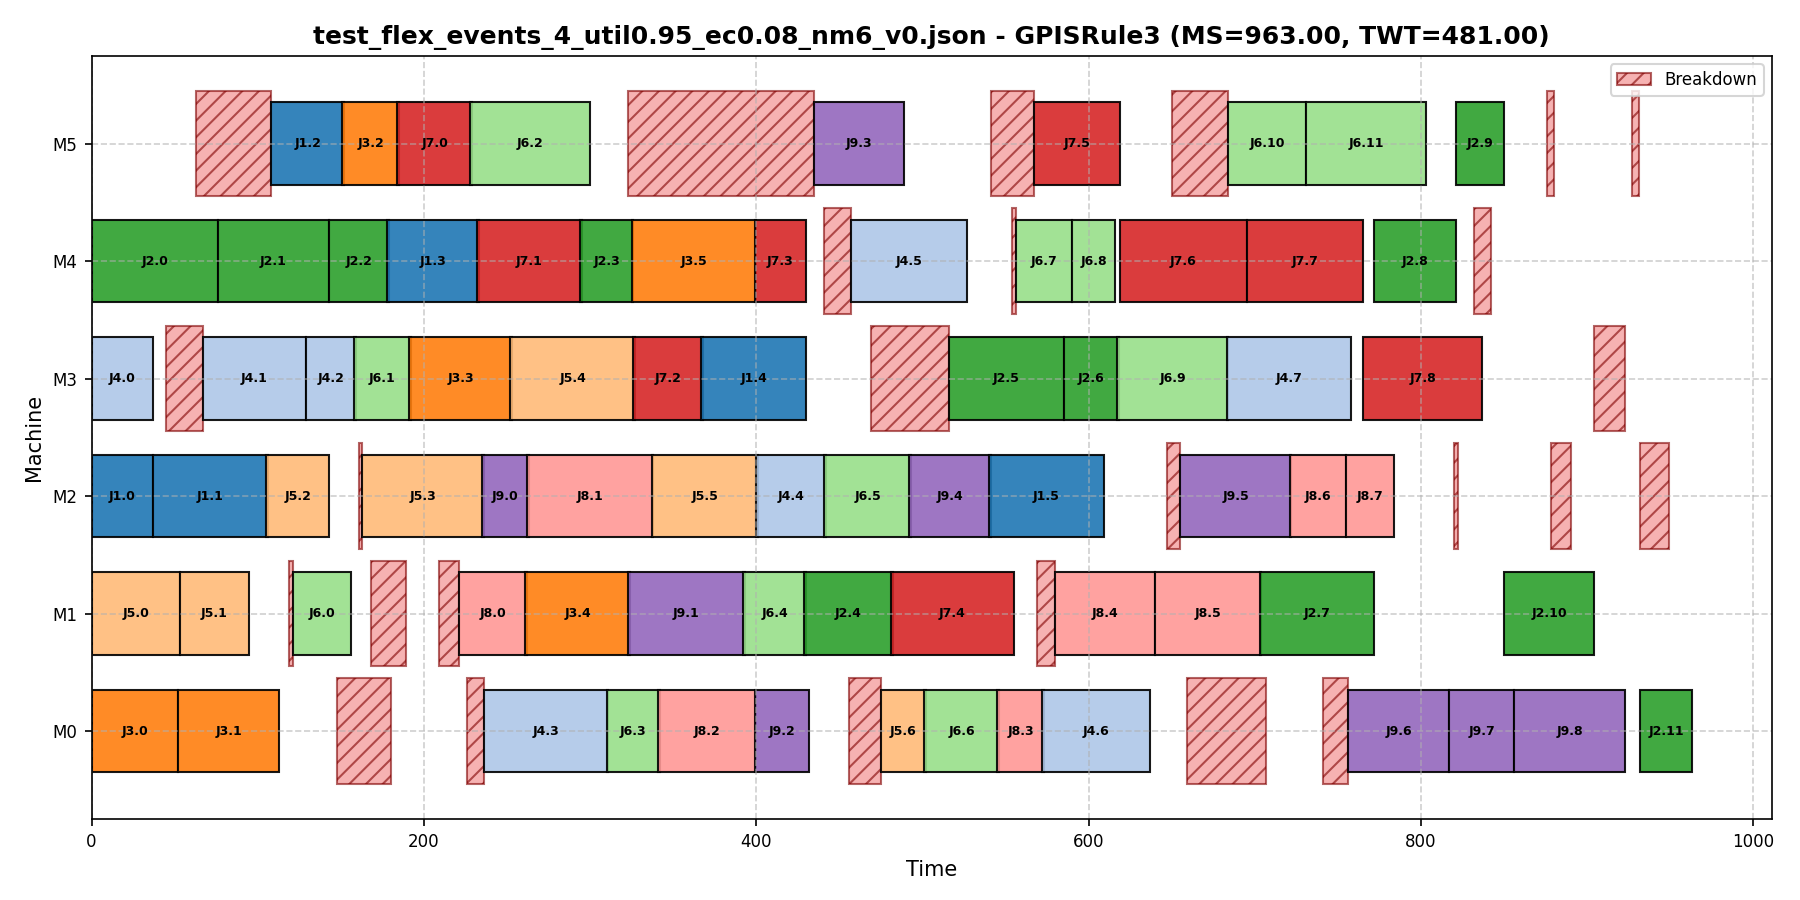 test_flex_events_4_util0.95_ec0.08_nm6_v0.json - GPISRule3 (MS=963.00, TWT=481.00)
Breakdown
M5 J1.2 J3.2 J7.0 J6.2 J9.3 J7.5 J6.10 J6.11 J2.9
M4 J2.0 J2.1 J2.2 J1.3 J7.1 J2.3 J3.5 J7.3 J4.5 J6.7 J6.8 J7.6 J7.7 J2.8
M3 J4.0 J4.1 J4.2 J6.1 J3.3 J5.4 J7.2 J1.4 J2.5 J2.6 J6.9 J4.7 J7.8
M2 J1.0 J1.1 J5.2 J5.3 J9.0 J8.1 J5.5 J4.4 J6.5 J9.4 J1.5 J9.5 J8.6 J8.7
M1 J5.0 J5.1 J6.0 J8.0 J3.4 J9.1 J6.4 J2.4 J7.4 J8.4 J8.5 J2.7 J2.10
M0 J3.0 J3.1 J4.3 J6.3 J8.2 J9.2 J5.6 J6.6 J8.3 J4.6 J9.6 J9.7 J9.8 J2.11
Machine
0 200 400 600 800 1000
Time